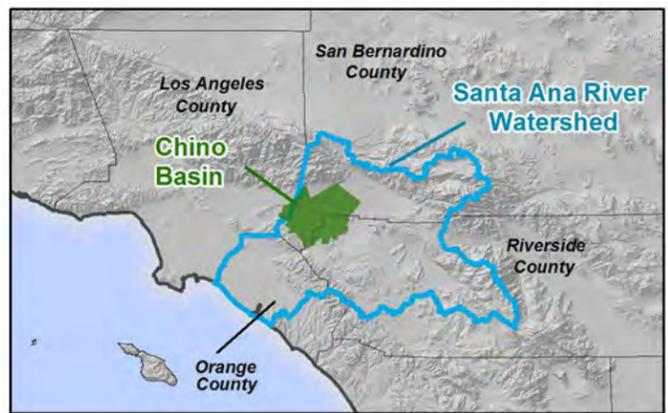 San Bernardino
County
Los Angeles
County
Santa Ana River
Watershed
Chino
Basin
Riverside
County
Orange
County